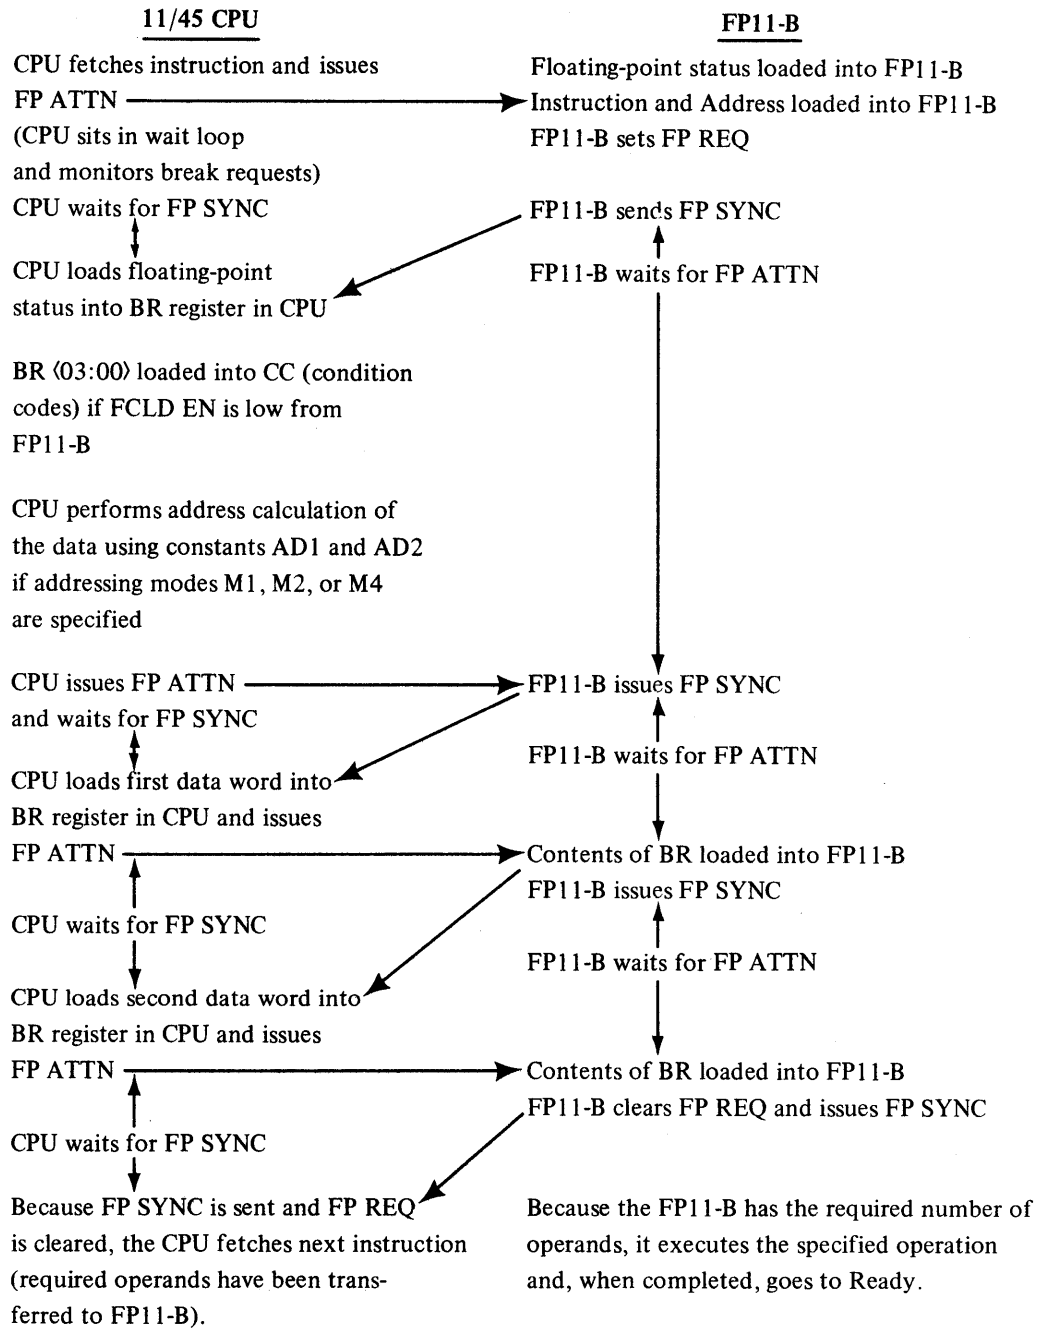 11/45 CPU
FP11-B
CPU fetches instruction and issues
FP ATTN
(CPU sits in wait loop
and monitors break requests)
CPU waits for FP SYNC
Floating-point status loaded into FP11-B
Instruction and Address loaded into FP11-B
FP11-B sets FP REQ
FP11-B sends FP SYNC
FP11-B waits for FP ATTN
CPU loads floating-point
status into BR register in CPU
BR ⟨03:00⟩ loaded into CC (condition
codes) if FCLD EN is low from
FP11-B
CPU performs address calculation of
the data using constants AD1 and AD2
if addressing modes M1, M2, or M4
are specified
CPU issues FP ATTN
and waits for FP SYNC
FP11-B issues FP SYNC
FP11-B waits for FP ATTN
CPU loads first data word into
BR register in CPU and issues
FP ATTN
Contents of BR loaded into FP11-B
FP11-B issues FP SYNC
CPU waits for FP SYNC
FP11-B waits for FP ATTN
CPU loads second data word into
BR register in CPU and issues
FP ATTN
Contents of BR loaded into FP11-B
FP11-B clears FP REQ and issues FP SYNC
CPU waits for FP SYNC
Because FP SYNC is sent and FP REQ
is cleared, the CPU fetches next instruction
(required operands have been trans-
ferred to FP11-B).
Because the FP11-B has the required number of
operands, it executes the specified operation
and, when completed, goes to Ready.